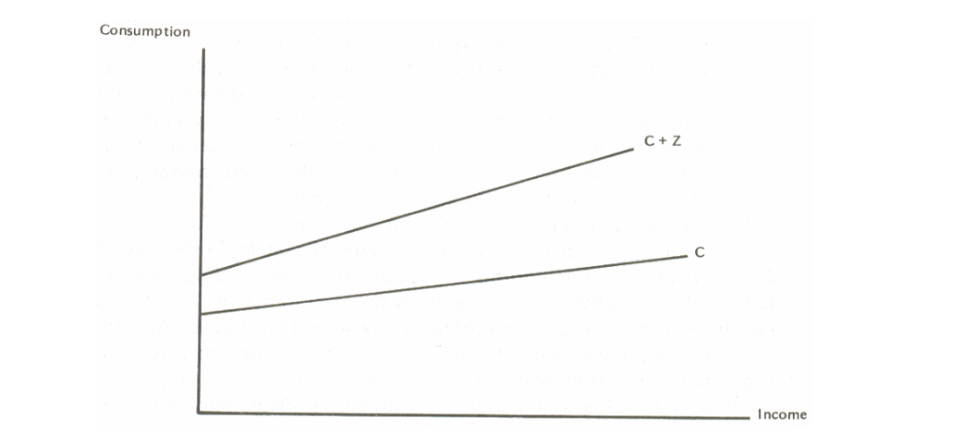 Consumption
C + Z
C
Income